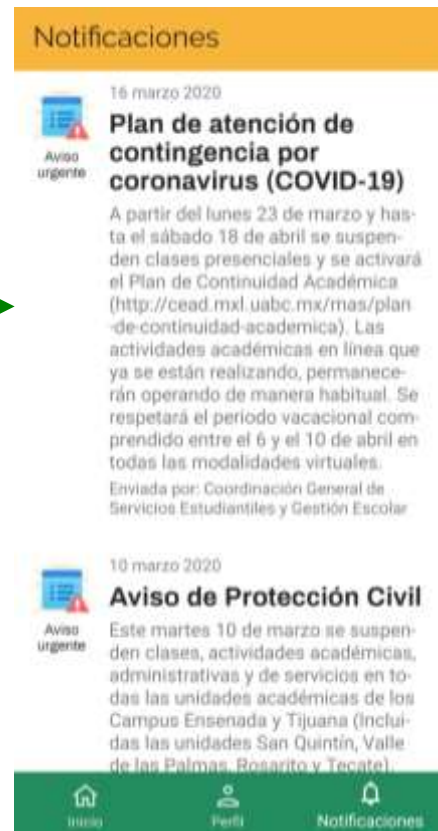 Notificaciones
16 marzo 2020
Aviso
urgente
Plan de atención de
contingencia por
coronavirus (COVID-19)
A partir del lunes 23 de marzo y has-
ta el sábado 18 de abril se suspen-
den clases presenciales y se activará
el Plan de Continuidad Académica
(http://cead.mxl.uabc.mx/mas/plan
-de-continuidad-academica). Las
actividades académicas en línea que
ya se están realizando, permanece-
rán operando de manera habitual. Se
respetará el periodo vacacional com-
prendido entre el 6 y el 10 de abril en
todas las modalidades virtuales.
Enviada por: Coordinación General de
Servicios Estudiantiles y Gestión Escolar
10 marzo 2020
Aviso
urgente
Aviso de Protección Civil
Este martes 10 de marzo se suspen-
den clases, actividades académicas,
administrativas y de servicios en to-
das las unidades académicas de los
Campus Ensenada y Tijuana (Inclui-
das las unidades San Quintín, Valle
de las Palmas, Rosarito y Tecate).
Inicio
Perfil
Notificaciones